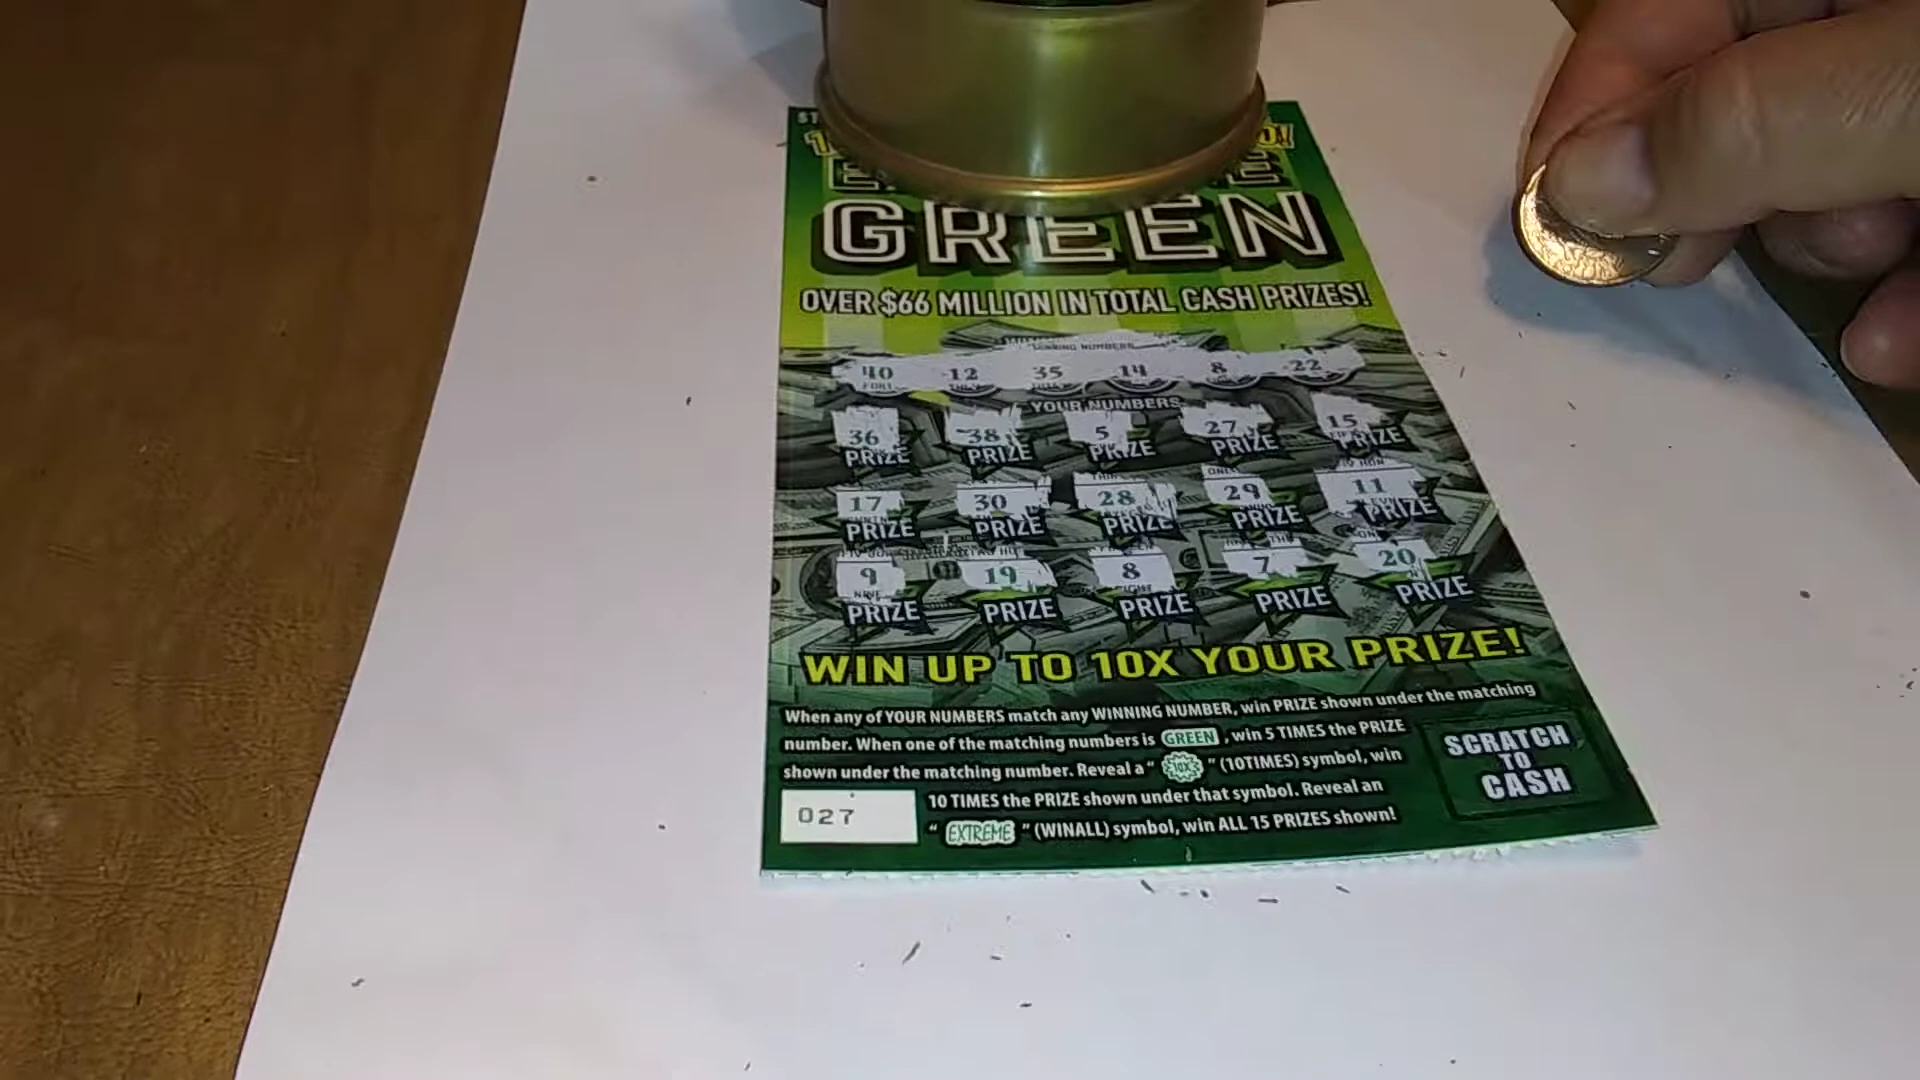 GREEN
OVER $66 MILLION IN TOTAL CASH PRIZES!
WINNING NUMBERS
40 12 35 14 8 22
YOUR NUMBERS
36 38 5 27 15
PRIZE PRIZE PRIZE PRIZE PRIZE
17 30 28 29 11
PRIZE PRIZE PRIZE PRIZE PRIZE
9 19 8 7 20
PRIZE PRIZE PRIZE PRIZE PRIZE
WIN UP TO 10X YOUR PRIZE!
When any of YOUR NUMBERS match any WINNING NUMBER, win PRIZE shown under the matching
number. When one of the matching numbers is GREEN, win 5 TIMES the PRIZE
shown under the matching number. Reveal a "10X" (10TIMES) symbol, win
10 TIMES the PRIZE shown under that symbol. Reveal an
"EXTREME" (WINALL) symbol, win ALL 15 PRIZES shown!
SCRATCH
TO
CASH
027